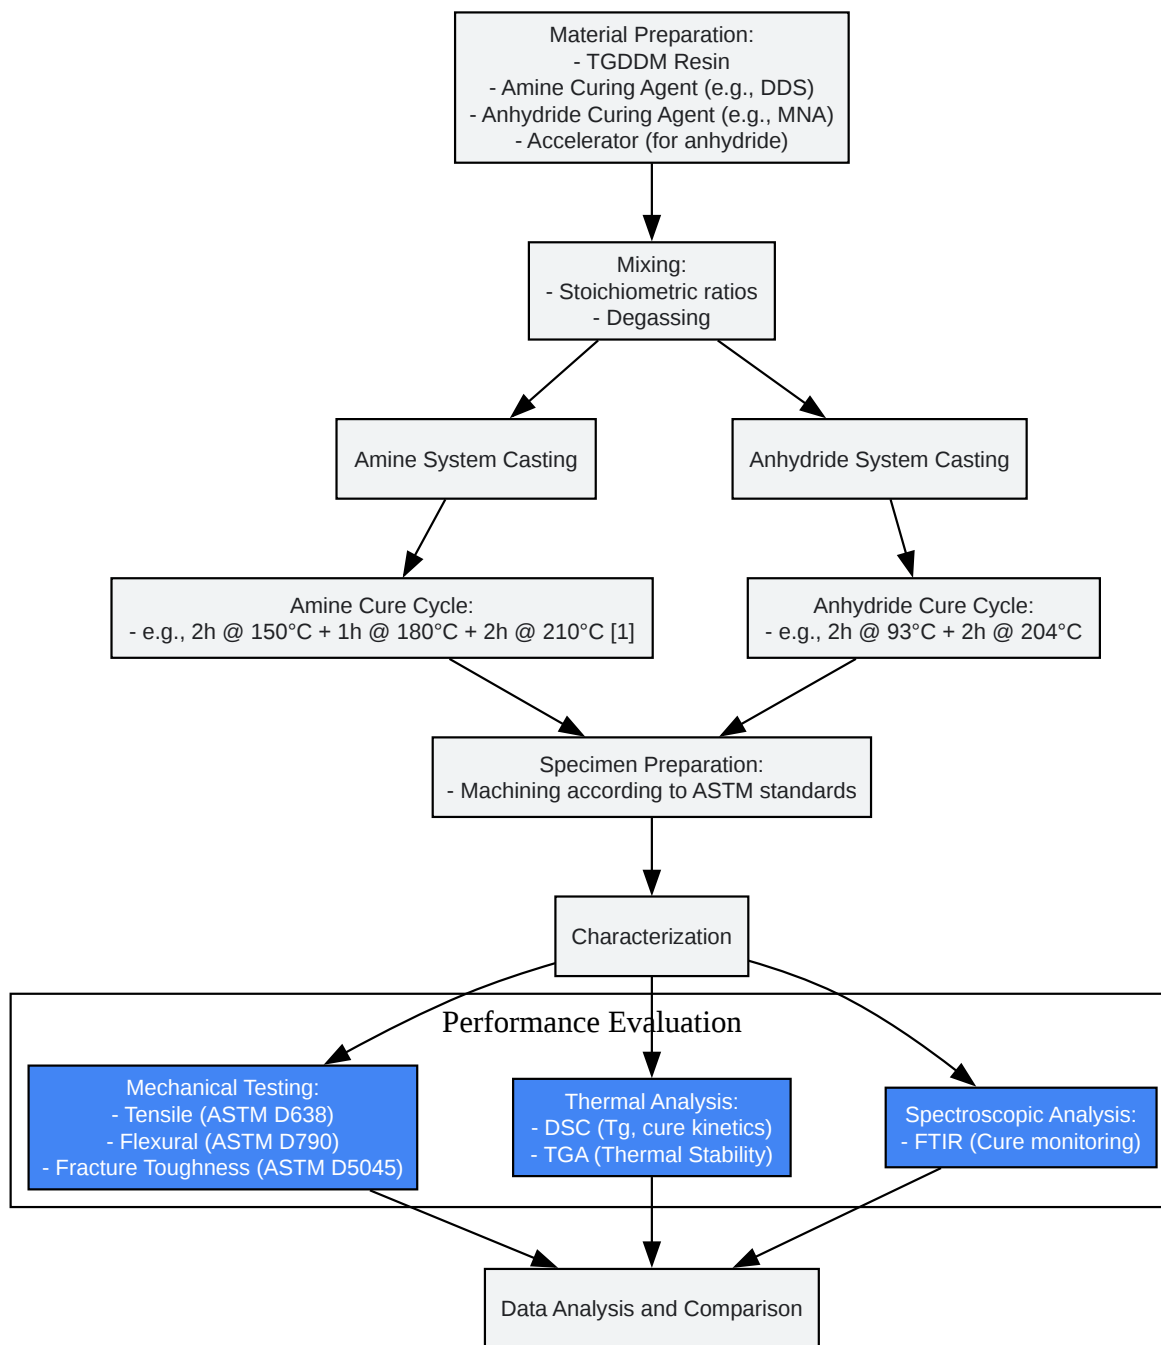 Material Preparation:
- TGDDM Resin
- Amine Curing Agent (e.g., DDS)
- Anhydride Curing Agent (e.g., MNA)
- Accelerator (for anhydride)
Mixing:
- Stoichiometric ratios
- Degassing
Amine System Casting
Anhydride System Casting
Amine Cure Cycle:
- e.g., 2h @ 150°C + 1h @ 180°C + 2h @ 210°C [1]
Anhydride Cure Cycle:
- e.g., 2h @ 93°C + 2h @ 204°C
Specimen Preparation:
- Machining according to ASTM standards
Characterization
Performance Evaluation
Mechanical Testing:
- Tensile (ASTM D638)
- Flexural (ASTM D790)
- Fracture Toughness (ASTM D5045)
Thermal Analysis:
- DSC (Tg, cure kinetics)
- TGA (Thermal Stability)
Spectroscopic Analysis:
- FTIR (Cure monitoring)
Data Analysis and Comparison